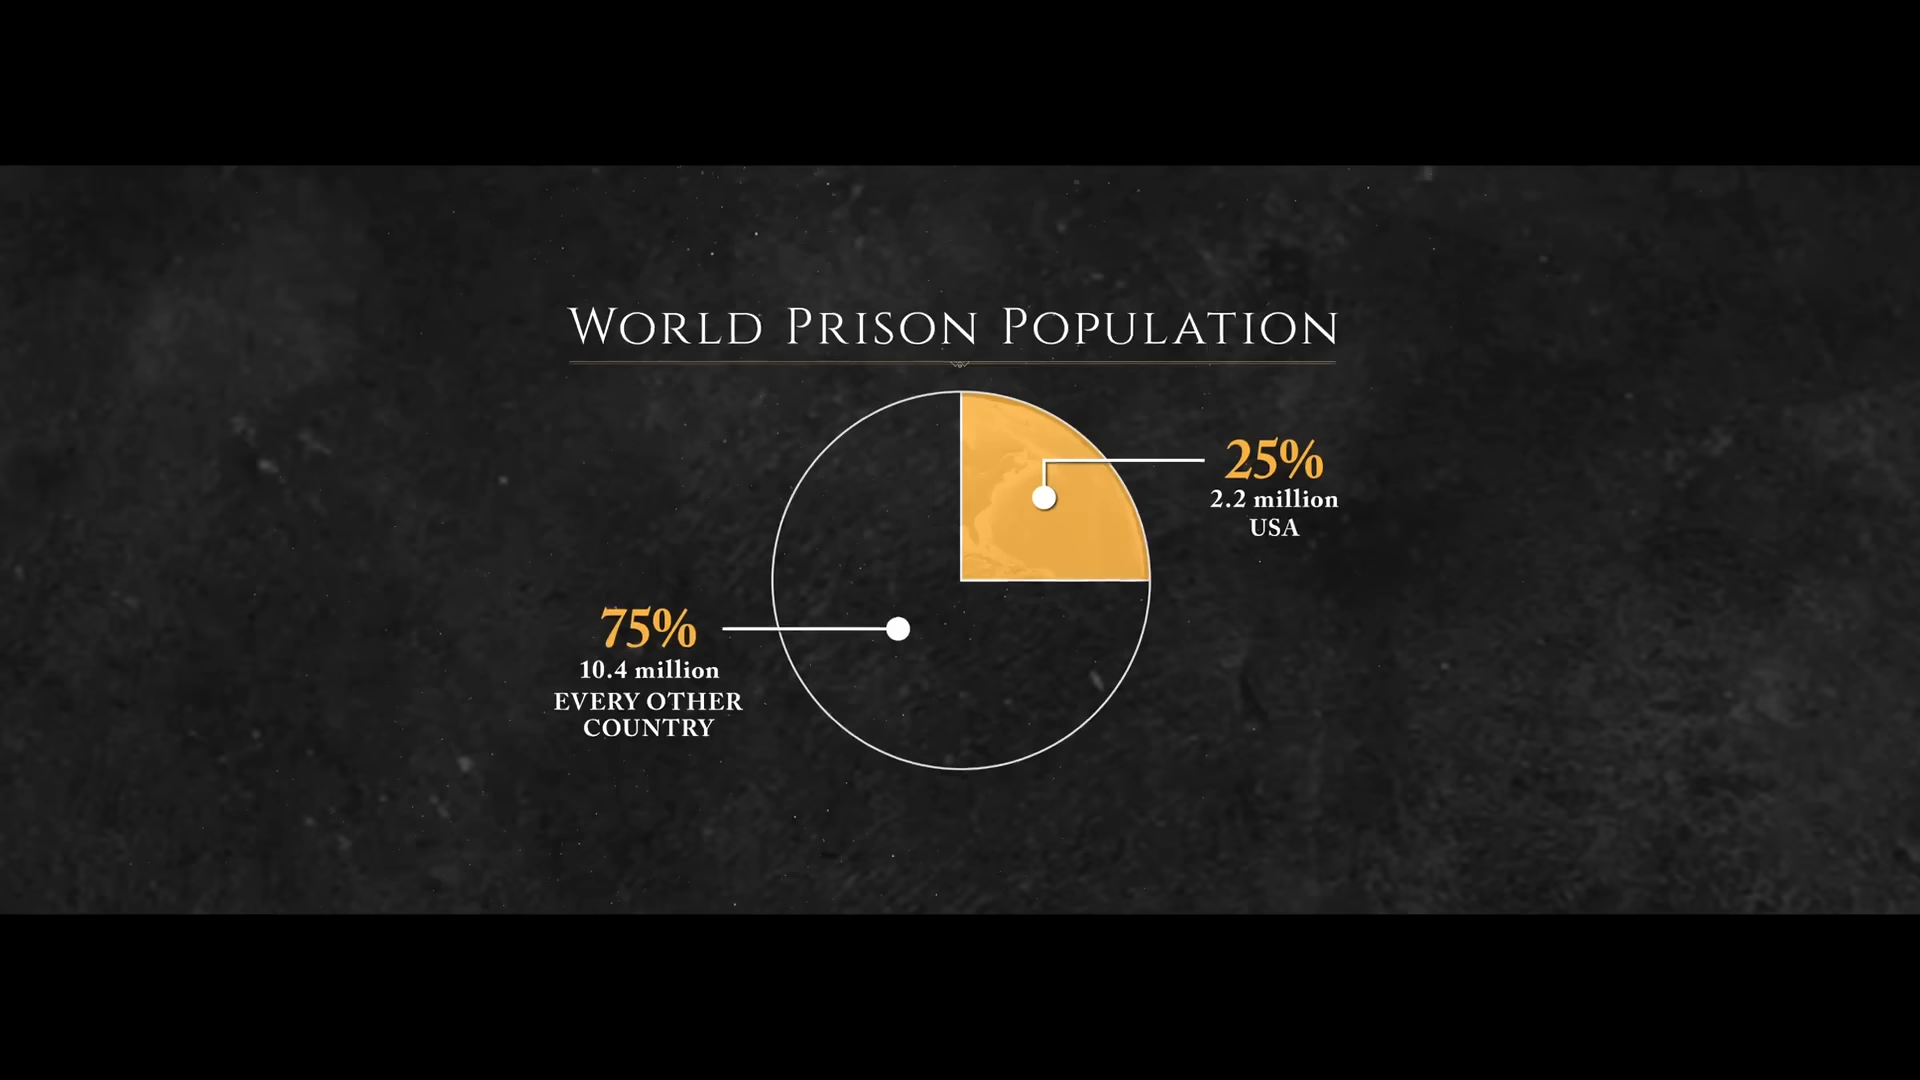 WORLD PRISON POPULATION
25%
2.2 million
USA
75%
10.4 million
EVERY OTHER
COUNTRY